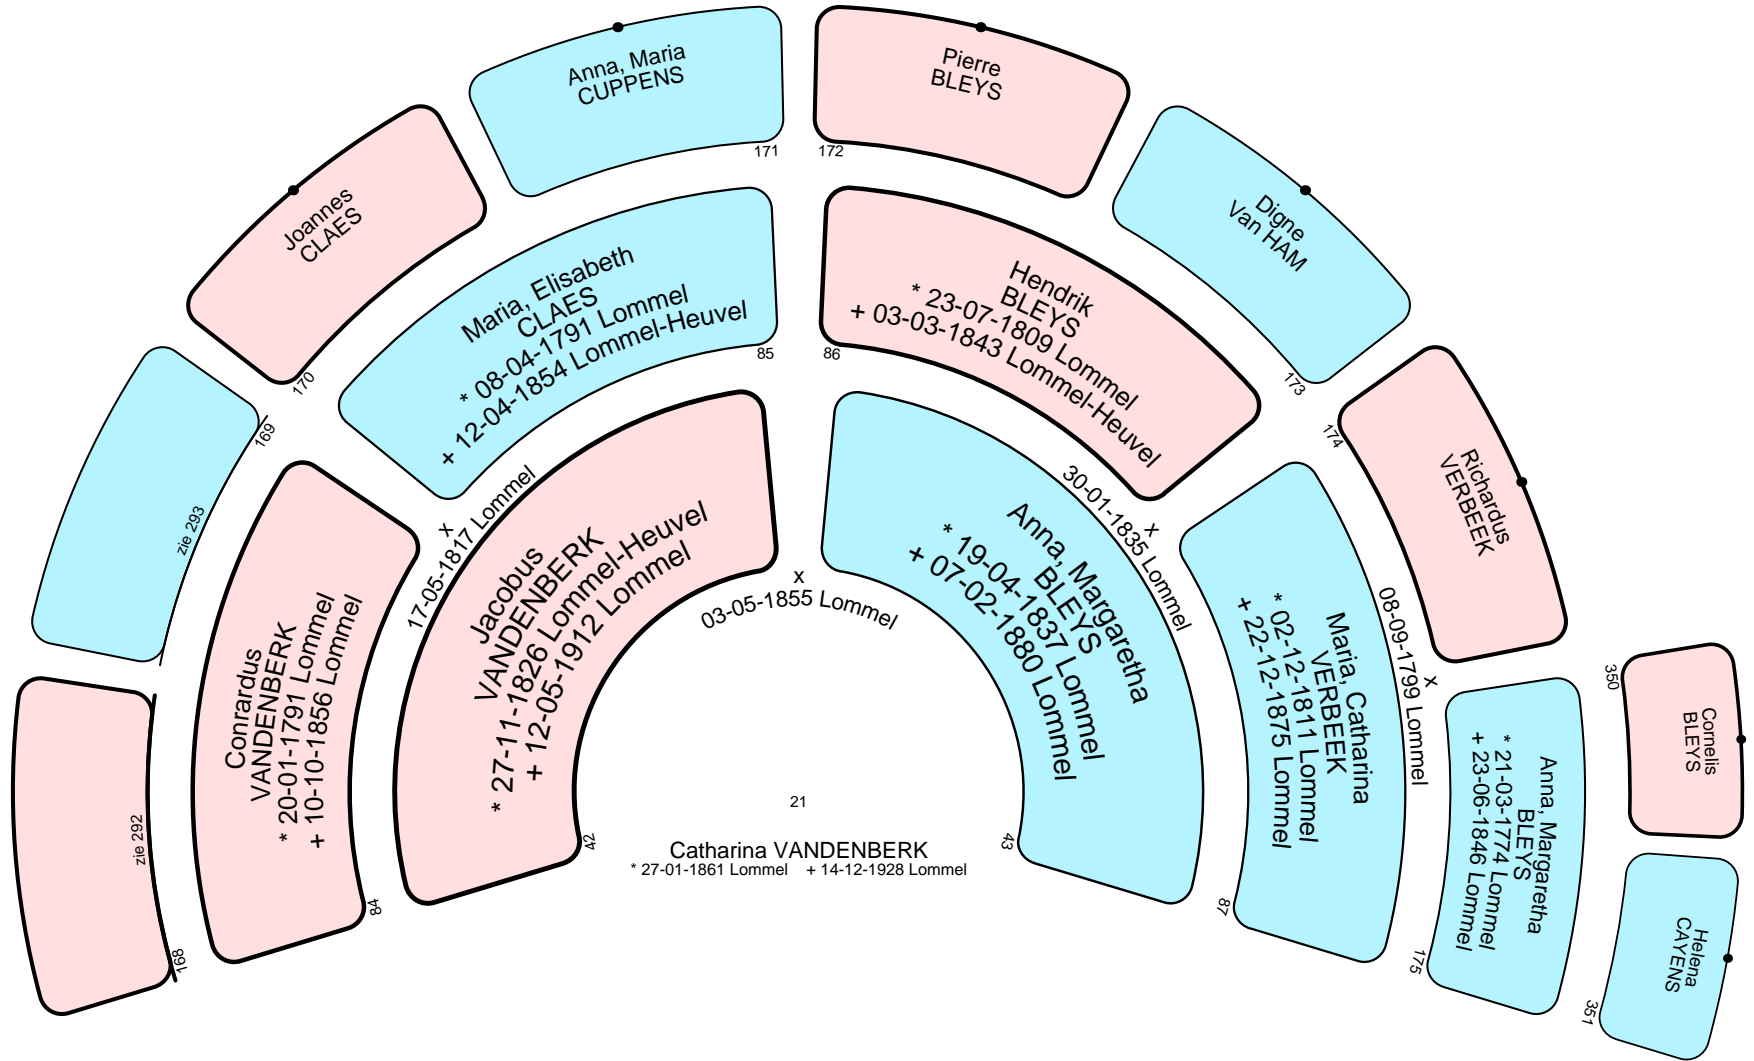 Anna, Maria
CUPPENS
171
Pierre
BLEYS
172
Joannes
CLAES
170
Digne
Van HAM
173
zie 293
169
Maria, Elisabeth
CLAES
* 08-04-1791 Lommel
+ 12-04-1854 Lommel-Heuvel
85
Hendrik
BLEYS
* 23-07-1809 Lommel
+ 03-03-1843 Lommel-Heuvel
86
174
Richardus
VERBEEK
zie 292
168
Conrardus
VANDENBERK
* 20-01-1791 Lommel
+ 10-10-1856 Lommel
84
x
17-05-1817 Lommel
Jacobus
VANDENBERK
* 27-11-1826 Lommel-Heuvel
+ 12-05-1912 Lommel
42
x
03-05-1855 Lommel
Anna, Margaretha
BLEYS
* 19-04-1837 Lommel
+ 07-02-1880 Lommel
43
x
30-01-1835 Lommel
Maria, Catharina
VERBEEK
* 02-12-1811 Lommel
+ 22-12-1875 Lommel
87
x
08-09-1799 Lommel
Anna, Margaretha
BLEYS
* 21-03-1774 Lommel
+ 23-06-1846 Lommel
175
350
Cornelis
BLEYS
Helena
CAYENS
351
21
Catharina VANDENBERK
* 27-01-1861 Lommel + 14-12-1928 Lommel